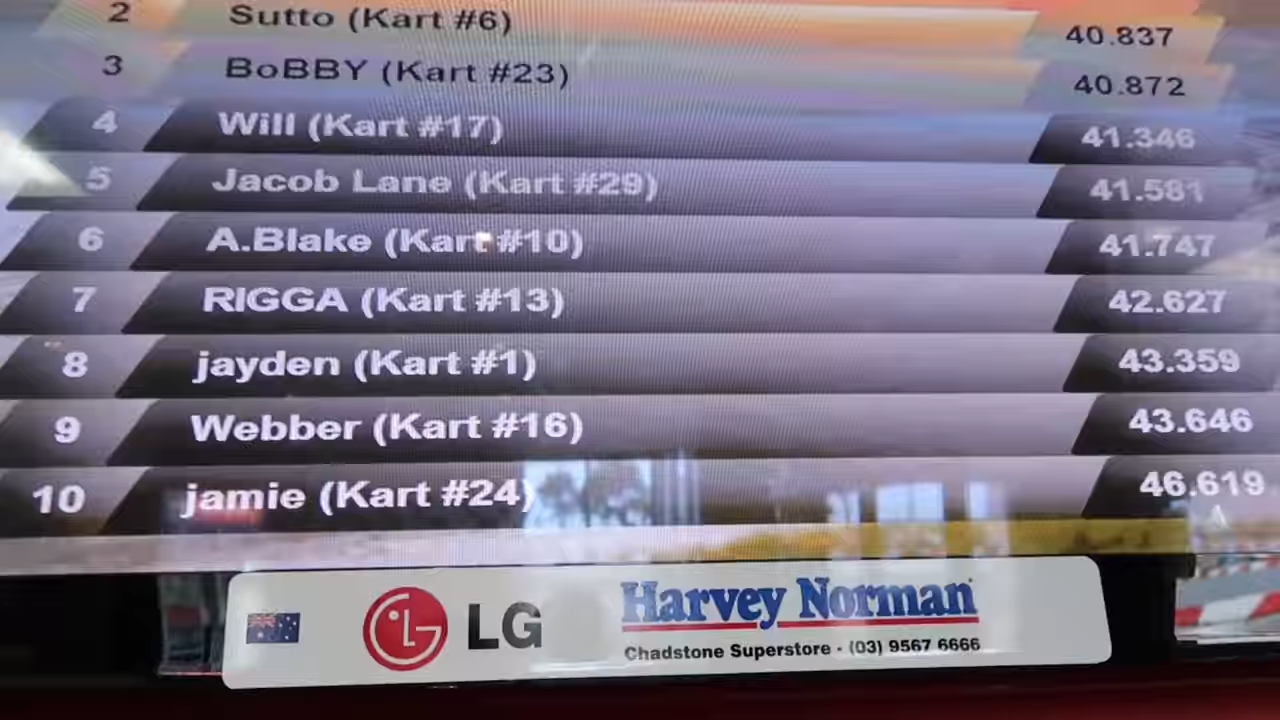 2 Sutto (Kart #6) 40.837
3 BoBBY (Kart #23) 40.872
4 Will (Kart #17) 41.346
5 Jacob Lane (Kart #29) 41.581
6 A.Blake (Kart #10) 41.747
7 RIGGA (Kart #13) 42.627
8 jayden (Kart #1) 43.359
9 Webber (Kart #16) 43.646
10 jamie (Kart #24) 46.619
LG Harvey Norman
Chadstone Superstore - (03) 9567 6666